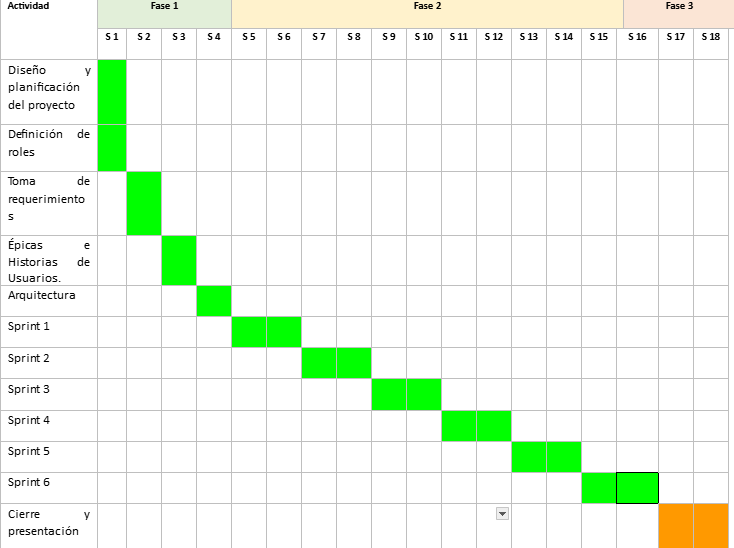 Actividad Fase 1 Fase 2 Fase 3
S 1 S 2 S 3 S 4 S 5 S 6 S 7 S 8 S 9 S 10 S 11 S 12 S 13 S 14 S 15 S 16 S 17 S 18
Diseño y
planificación
del proyecto
Definición de
roles
Toma de
requerimiento
s
Épicas e
Historias de
Usuarios.
Arquitectura
Sprint 1
Sprint 2
Sprint 3
Sprint 4
Sprint 5
Sprint 6
Cierre y
presentación